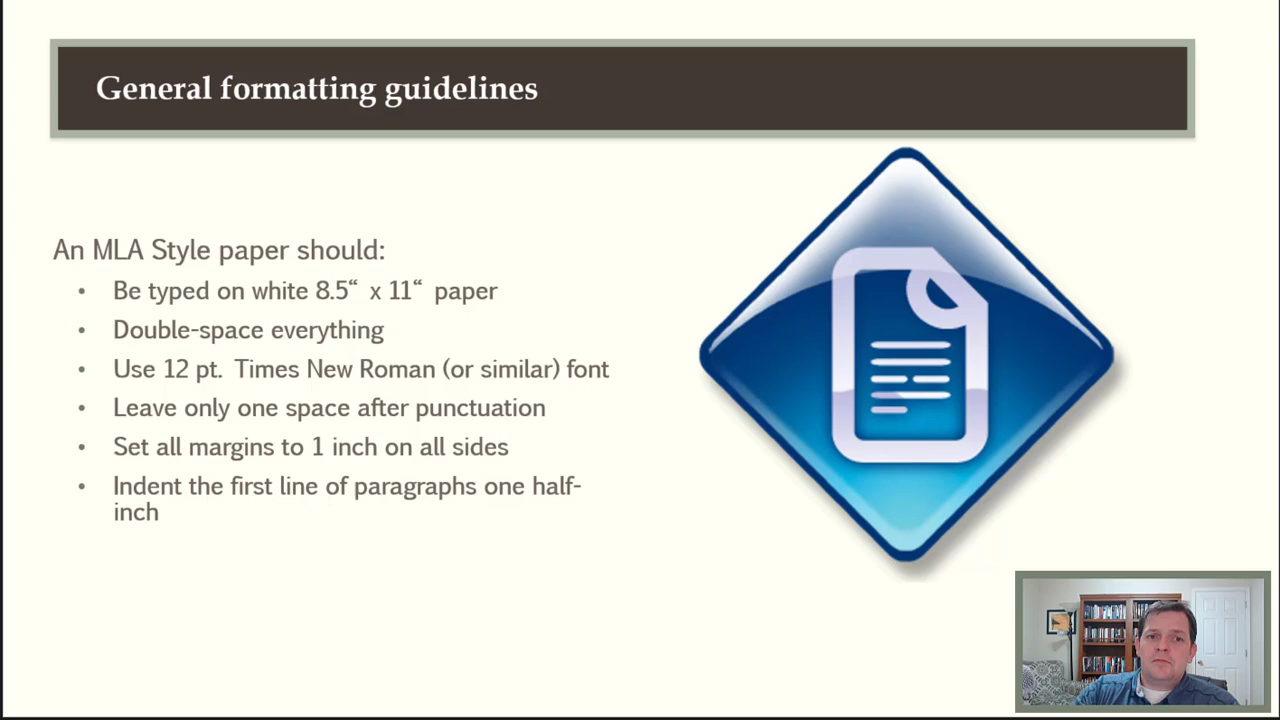 General formatting guidelines
An MLA Style paper should:
• Be typed on white 8.5“ x 11“ paper
• Double-space everything
• Use 12 pt. Times New Roman (or similar) font
• Leave only one space after punctuation
• Set all margins to 1 inch on all sides
• Indent the first line of paragraphs one half-
inch